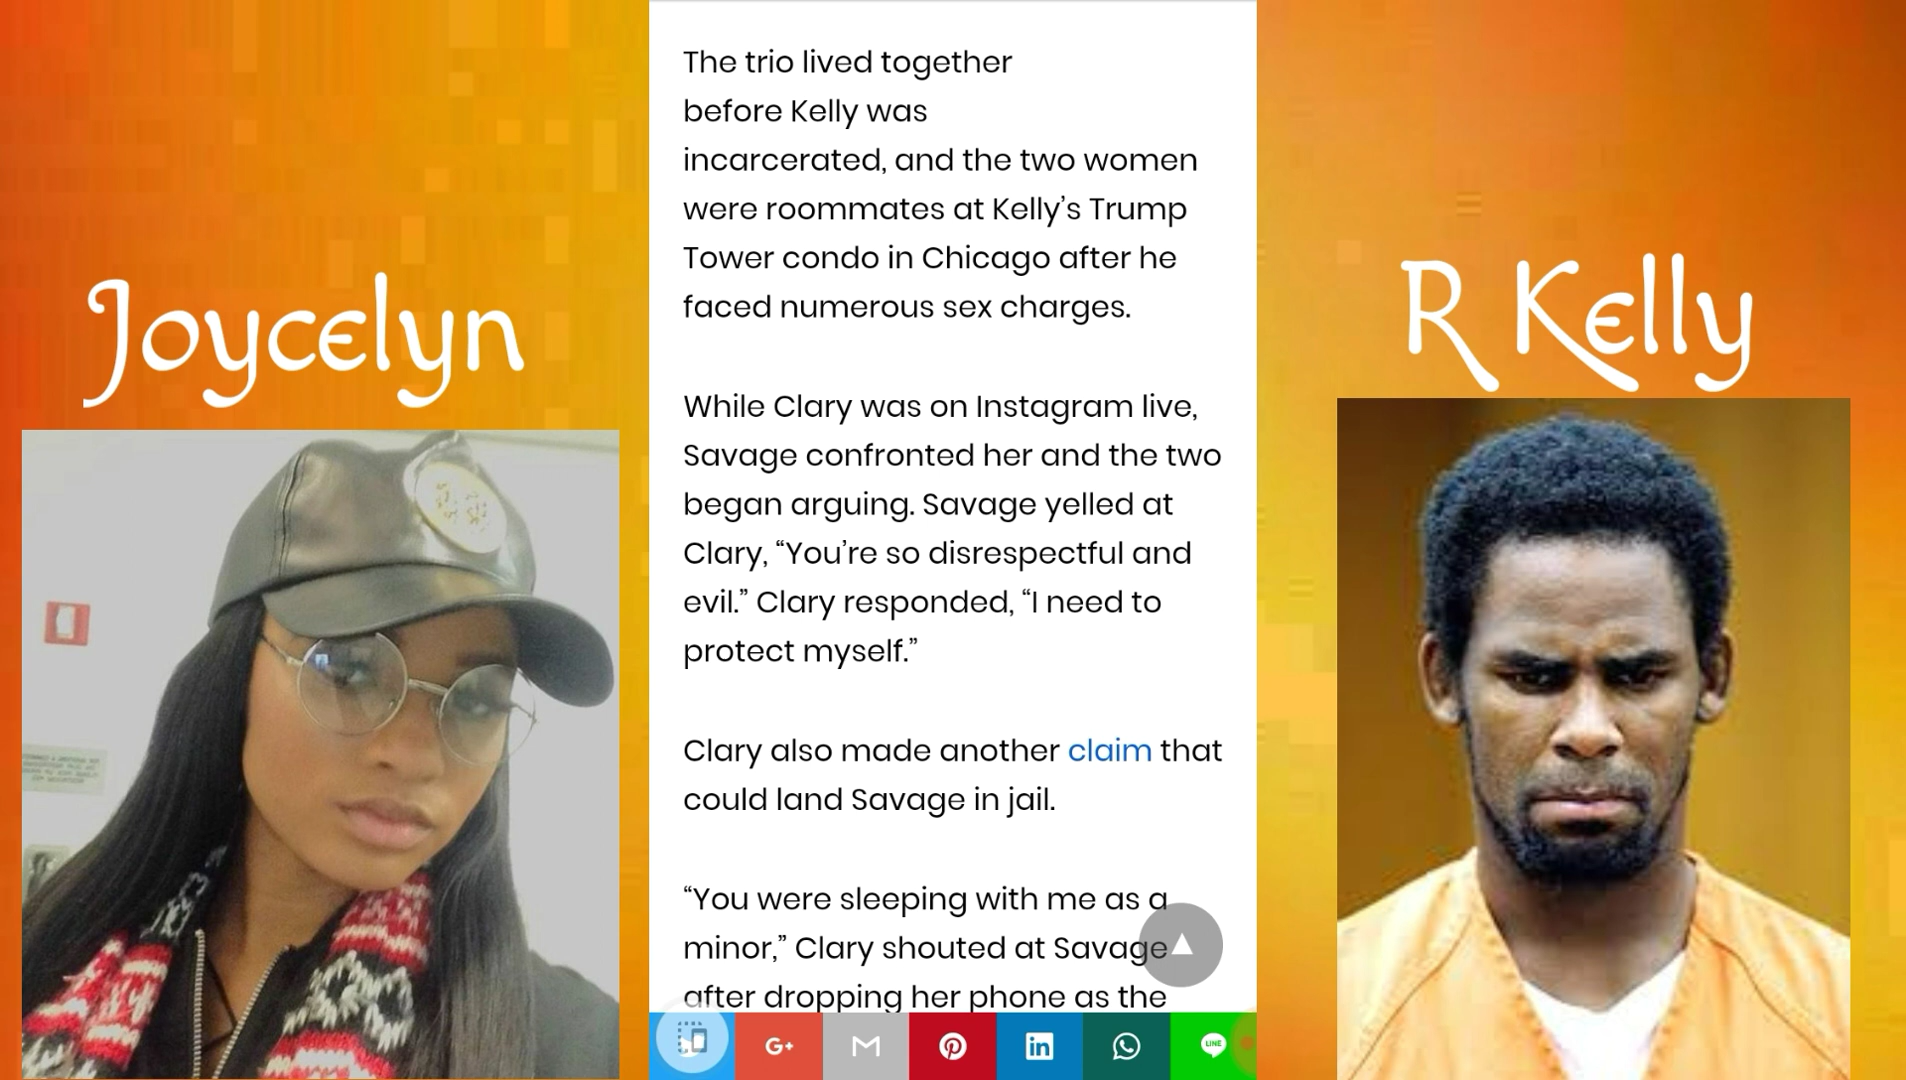 Joycelyn
The trio lived together
before Kelly was
incarcerated, and the two women
were roommates at Kelly’s Trump
Tower condo in Chicago after he
faced numerous sex charges.
While Clary was on Instagram live,
Savage confronted her and the two
began arguing. Savage yelled at
Clary, “You’re so disrespectful and
evil.” Clary responded, “I need to
protect myself.”
Clary also made another claim that
could land Savage in jail.
“You were sleeping with me as a
minor,” Clary shouted at Savage
after dropping her phone as the
G+
in
LINE
R Kelly